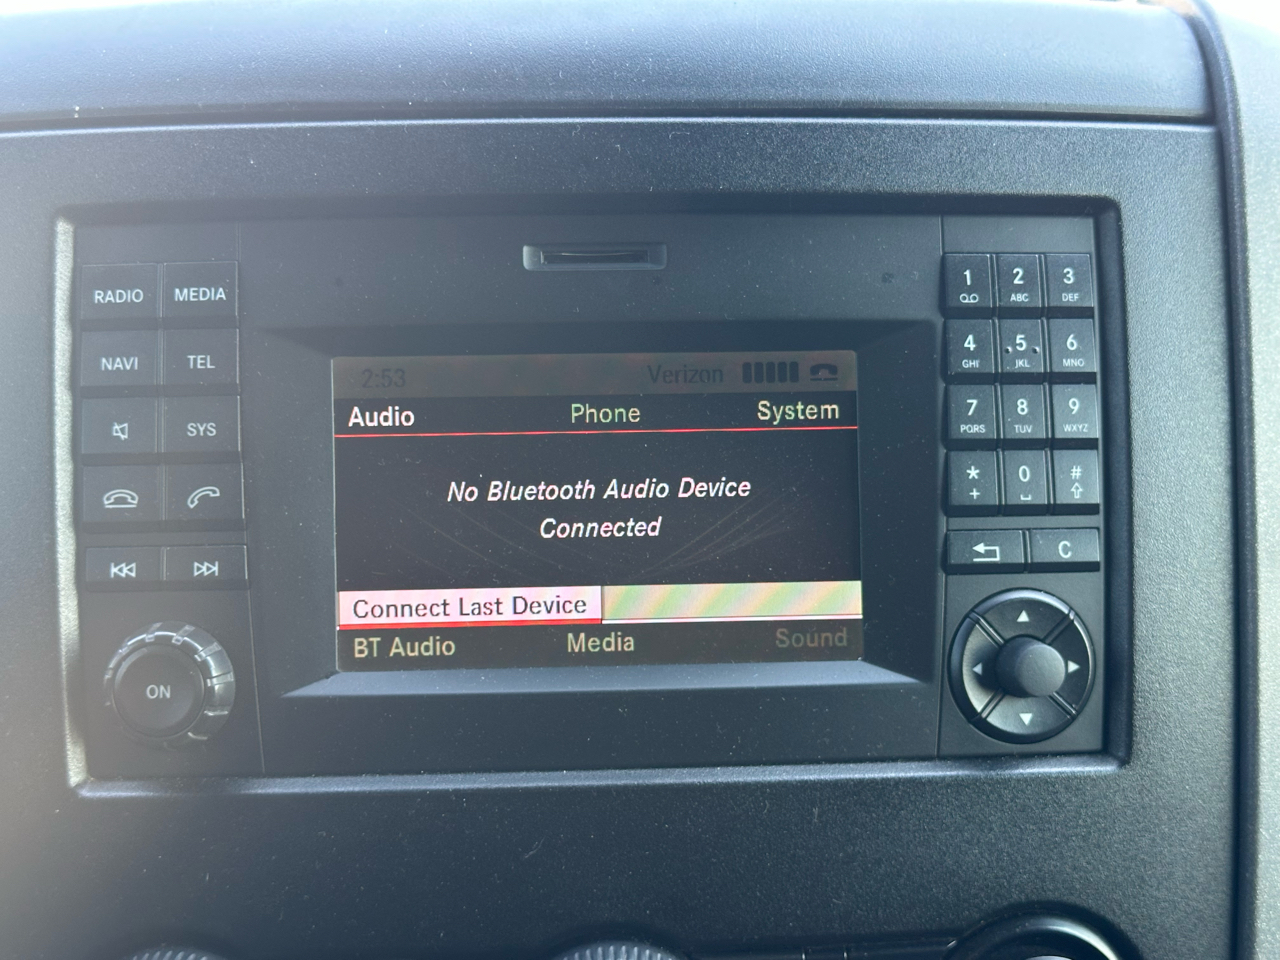 RADIO MEDIA
NAVI TEL
SYS
ON
2:53 Verizon
Audio Phone System
No Bluetooth Audio Device
Connected
Connect Last Device
BT Audio Media Sound
1 2 3
ABC DEF
4 5 6
GHI JKL MNO
7 8 9
PQRS TUV WXYZ
* 0 #
+
C